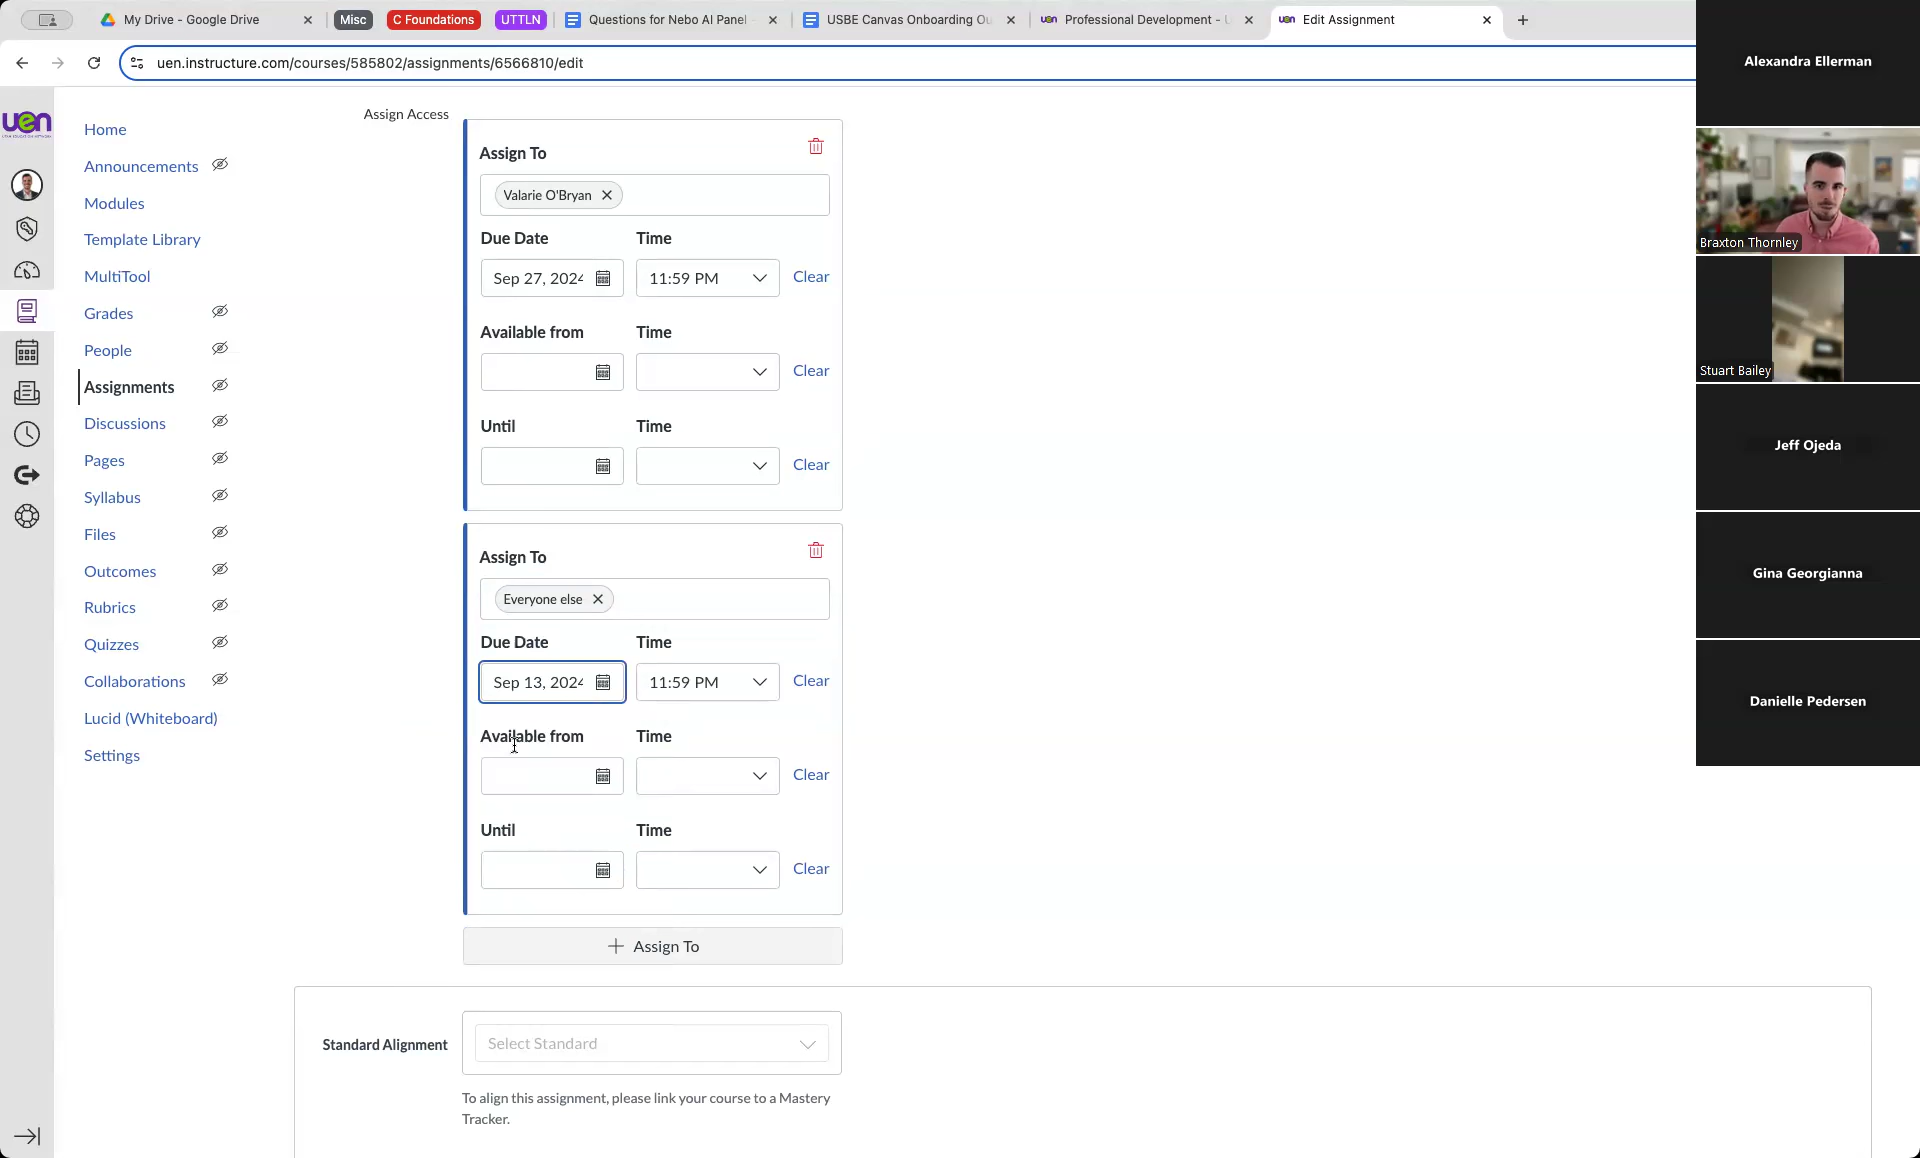 My Drive - Google Drive
Misc
C Foundations
UTTLN
Questions for Nebo AI Panel
USBE Canvas Onboarding Ou
Professional Development - U
Edit Assignment
uen.instructure.com/courses/585802/assignments/6566810/edit
uen
Home
Announcements
Modules
Template Library
MultiTool
Grades
People
Assignments
Discussions
Pages
Syllabus
Files
Outcomes
Rubrics
Quizzes
Collaborations
Lucid (Whiteboard)
Settings
Assign Access
Assign To
Valarie O'Bryan
Due Date Time
Sep 27, 2024 11:59 PM Clear
Available from Time
Clear
Until Time
Clear
Assign To
Everyone else
Due Date Time
Sep 13, 2024 11:59 PM Clear
Available from Time
Clear
Until Time
Clear
+ Assign To
Standard Alignment
Select Standard
To align this assignment, please link your course to a Mastery
Tracker.
Alexandra Ellerman
Braxton Thornley
Stuart Bailey
Jeff Ojeda
Gina Georgianna
Danielle Pedersen